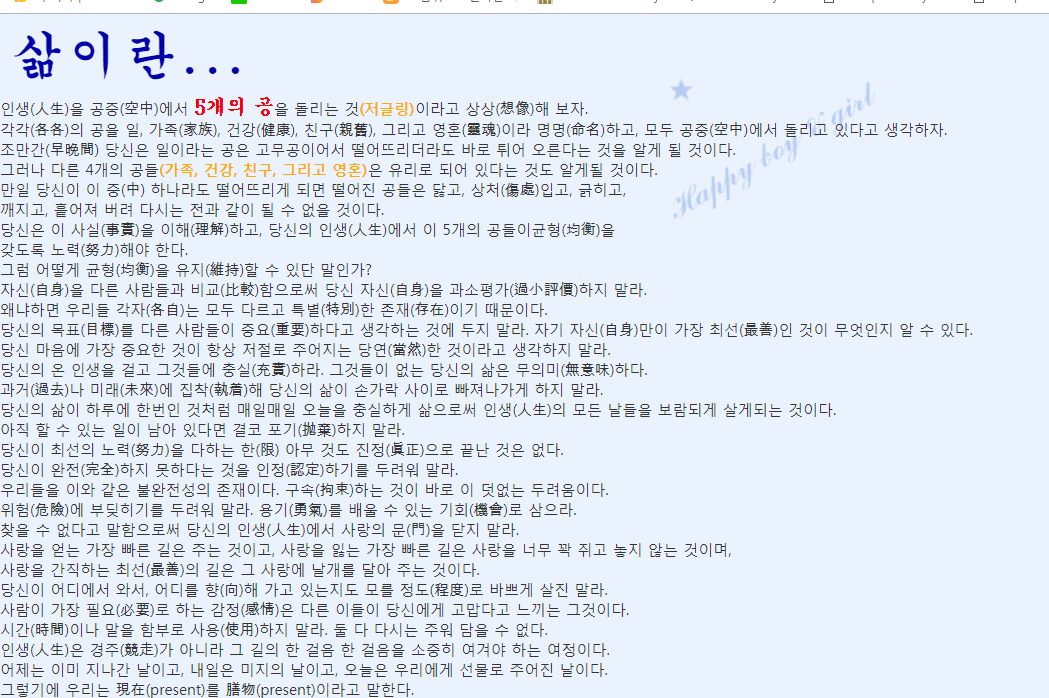 삶이란...
인생(人生)을 공중(空中)에서 5개의 공을 돌리는 것(저글링)이라고 상상(想像)해 보자.
각각(各各)의 공을 일, 가족(家族), 건강(健康), 친구(親舊), 그리고 영혼(靈魂)이라 명명(命名)하고, 모두 공중(空中)에서 돌리고 있다고 생각하자.
조만간(早晩間) 당신은 일이라는 공은 고무공이어서 떨어뜨리더라도 바로 튀어 오른다는 것을 알게 될 것이다.
그러나 다른 4개의 공들(가족, 건강, 친구, 그리고 영혼)은 유리로 되어 있다는 것도 알게될 것이다.
만일 당신이 이 중(中) 하나라도 떨어뜨리게 되면 떨어진 공들은 닳고, 상처(傷處)입고, 긁히고,
깨지고, 흩어져 버려 다시는 전과 같이 될 수 없을 것이다.
당신은 이 사실(事實)을 이해(理解)하고, 당신의 인생(人生)에서 이 5개의 공들이균형(均衡)을
갖도록 노력(努力)해야 한다.
그럼 어떻게 균형(均衡)을 유지(維持)할 수 있단 말인가?
자신(自身)을 다른 사람들과 비교(比較)함으로써 당신 자신(自身)을 과소평가(過小評價)하지 말라.
왜냐하면 우리들 각자(各自)는 모두 다르고 특별(特別)한 존재(存在)이기 때문이다.
당신의 목표(目標)를 다른 사람들이 중요(重要)하다고 생각하는 것에 두지 말라. 자기 자신(自身)만이 가장 최선(最善)인 것이 무엇인지 알 수 있다.
당신 마음에 가장 중요한 것이 항상 저절로 주어지는 당연(當然)한 것이라고 생각하지 말라.
당신의 온 인생을 걸고 그것들에 충실(充實)하라. 그것들이 없는 당신의 삶은 무의미(無意味)하다.
과거(過去)나 미래(未來)에 집착(執着)해 당신의 삶이 손가락 사이로 빠져나가게 하지 말라.
당신의 삶이 하루에 한번인 것처럼 매일매일 오늘을 충실하게 삶으로써 인생(人生)의 모든 날들을 보람되게 살게되는 것이다.
아직 할 수 있는 일이 남아 있다면 결코 포기(抛棄)하지 말라.
당신이 최선의 노력(努力)을 다하는 한(限) 아무 것도 진정(眞正)으로 끝난 것은 없다.
당신이 완전(完全)하지 못하다는 것을 인정(認定)하기를 두려워 말라.
우리들을 이와 같은 불완전성의 존재이다. 구속(拘束)하는 것이 바로 이 덧없는 두려움이다.
위험(危險)에 부딪히기를 두려워 말라. 용기(勇氣)를 배울 수 있는 기회(機會)로 삼으라.
찾을 수 없다고 말함으로써 당신의 인생(人生)에서 사랑의 문(門)을 닫지 말라.
사랑을 얻는 가장 빠른 길은 주는 것이고, 사랑을 잃는 가장 빠른 길은 사랑을 너무 꽉 쥐고 놓지 않는 것이며,
사랑을 간직하는 최선(最善)의 길은 그 사랑에 날개를 달아 주는 것이다.
당신이 어디에서 와서, 어디를 향(向)해 가고 있는지도 모를 정도(程度)로 바쁘게 살진 말라.
사람이 가장 필요(必要)로 하는 감정(感情)은 다른 이들이 당신에게 고맙다고 느끼는 그것이다.
시간(時間)이나 말을 함부로 사용(使用)하지 말라. 둘 다 다시는 주워 담을 수 없다.
인생(人生)은 경주(競走)가 아니라 그 길의 한 걸음 한 걸음을 소중히 여겨야 하는 여정이다.
어제는 이미 지나간 날이고, 내일은 미지의 날이고, 오늘은 우리에게 선물로 주어진 날이다.
그렇기에 우리는 現在(present)를 膳物(present)이라고 말한다.
Happy boy & girl